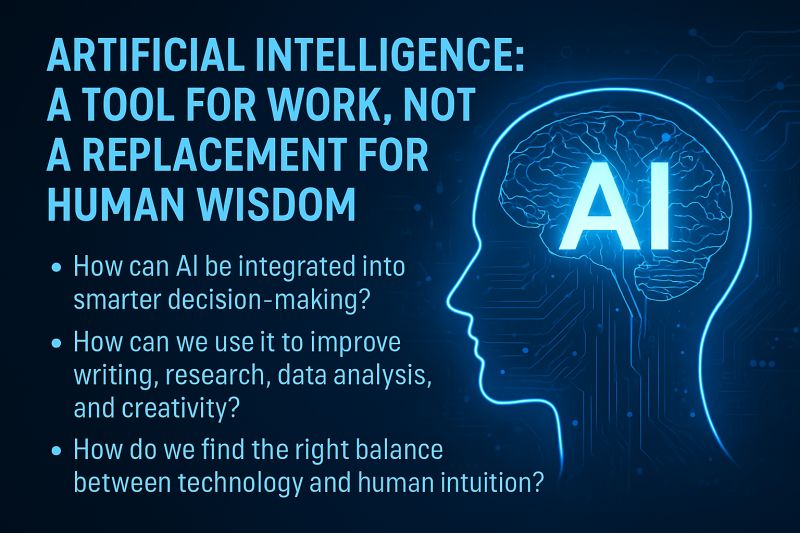 ARTIFICIAL INTELLIGENCE:
A TOOL FOR WORK, NOT
A REPLACEMENT FOR
HUMAN WISDOM
• How can AI be integrated into
smarter decision-making?
• How can we use it to improve
writing, research, data analysis,
and creativity?
• How do we find the right balance
between technology and human intuition?
AI